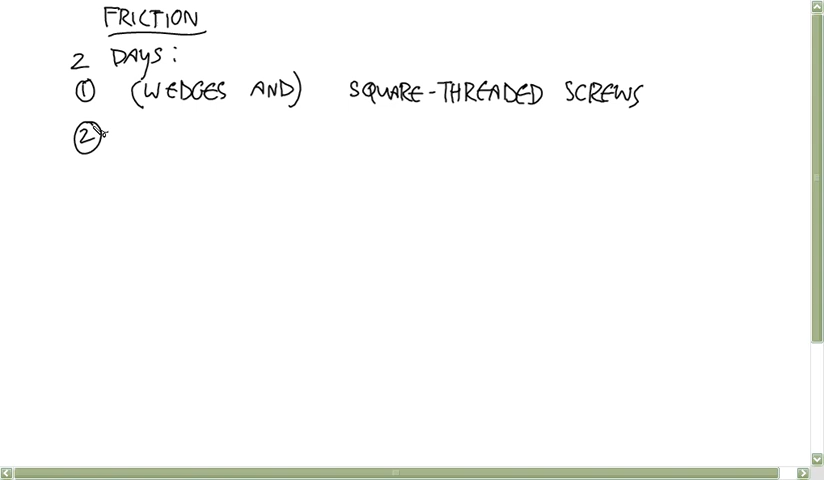 FRICTION
2 DAYS:
① (WEDGES AND) SQUARE-THREADED SCREWS
②